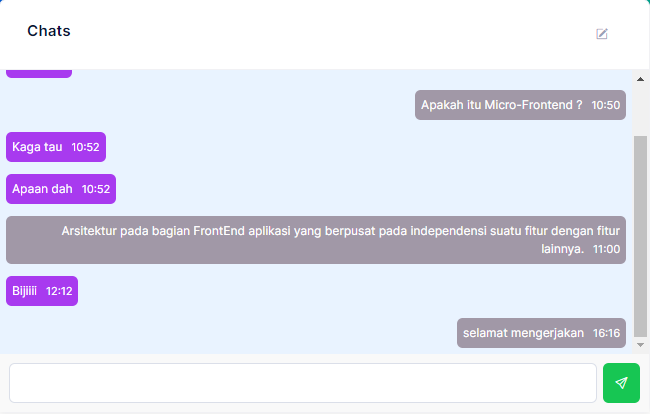 Chats
Apakah itu Micro-Frontend ? 10:50
Kaga tau 10:52
Apaan dah 10:52
Arsitektur pada bagian FrontEnd aplikasi yang berpusat pada independensi suatu fitur dengan fitur
lainnya. 11:00
Bijiiii 12:12
selamat mengerjakan 16:16